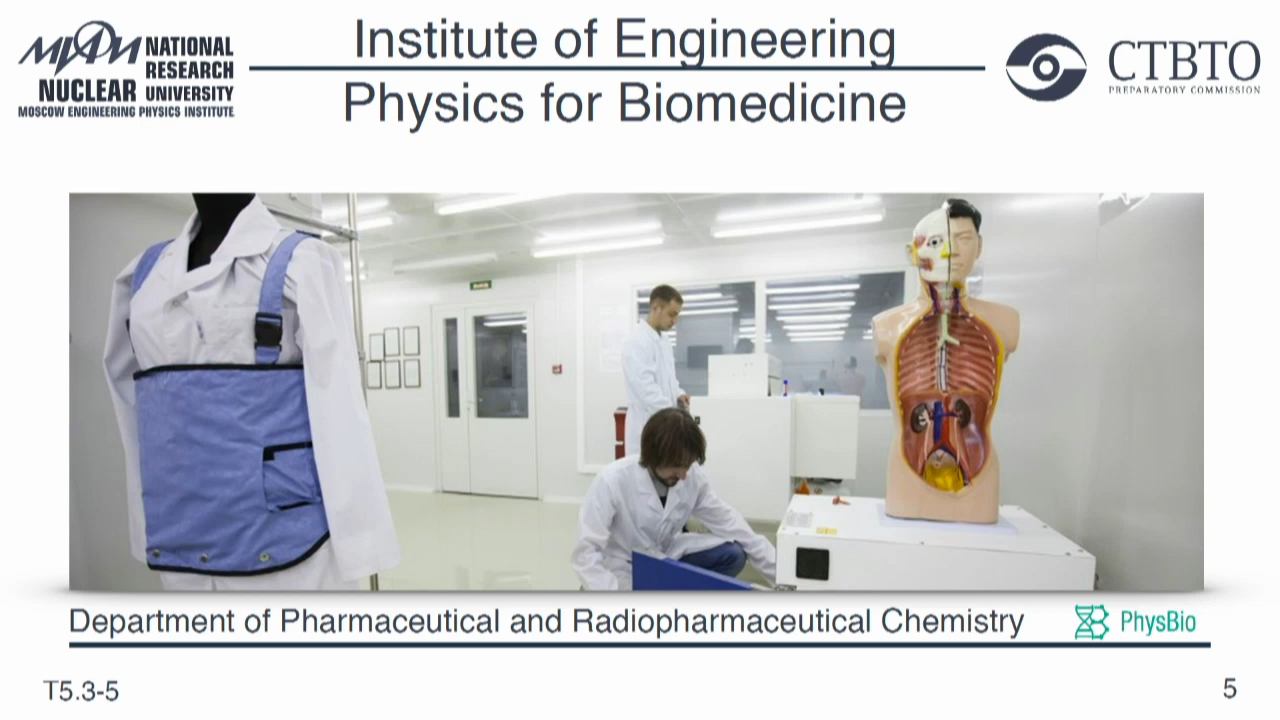 МИФИ NATIONAL
RESEARCH
NUCLEAR UNIVERSITY
MOSCOW ENGINEERING PHYSICS INSTITUTE
Institute of Engineering
Physics for Biomedicine
CTBTO
PREPARATORY COMMISSION
Department of Pharmaceutical and Radiopharmaceutical Chemistry
PhysBio
T5.3-5
5